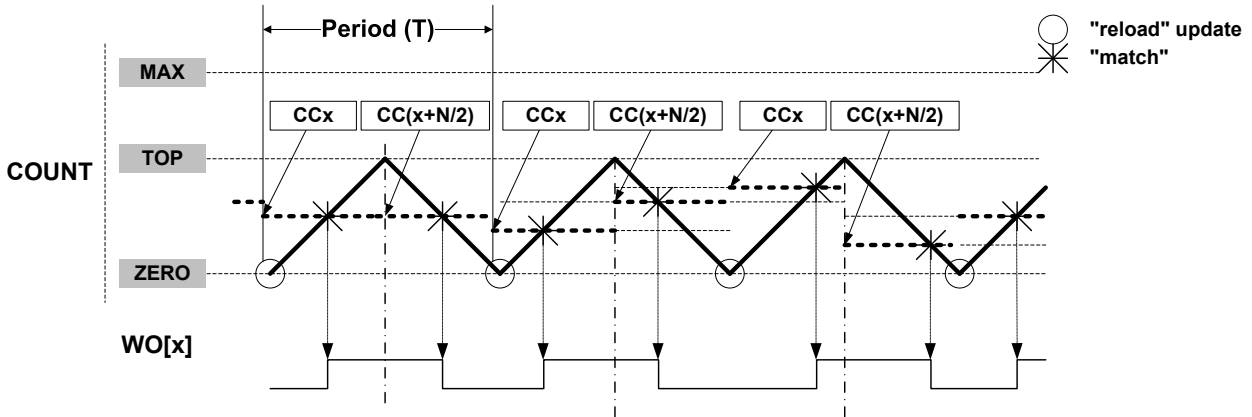 Period (T)
"reload" update
"match"
MAX
CCx
CC(x+N/2)
CCx
CC(x+N/2)
CCx
CC(x+N/2)
TOP
COUNT
ZERO
WO[x]